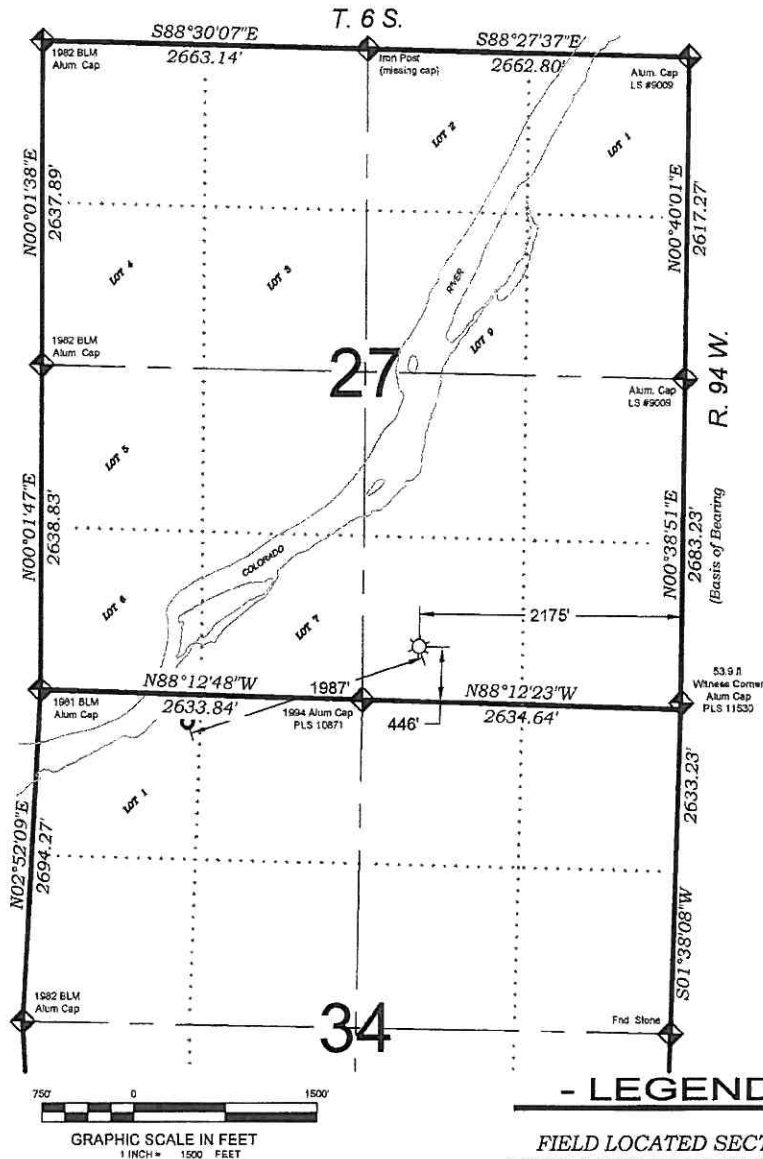 T. 6 S.
S88°30'07"E
2663.14'
S88°27'37"E
2662.80'
1982 BLM
Alum. Cap
Iron Post
(missing cap)
Alum. Cap
LS #9009
LOT 2
LOT 1
N00°01'38"E
2637.89'
N00°40'01"E
2617.27'
LOT 4
LOT 3
RIVER
LOT 9
1982 BLM
Alum. Cap
27
Alum. Cap
LS #9009
R. 94 W.
LOT 5
N00°01'47"E
2638.83'
N00°38'51"E
2683.23'
(Basis of Bearing
COLORADO
LOT 6
LOT 7
2175'
N88°12'48"W
2633.84'
1987'
N88°12'23"W
2634.64'
446'
1981 BLM
Alum Cap
1994 Alum Cap
PLS 10871
53.9 ft
Witness Corner
Alum Cap
PLS 11530
LOT 1
N02°52'09"E
2694.27'
2633.23'
S01°38'08"W
1982 BLM
Alum Cap
34
Fnd Stone
750'
0
1500'
GRAPHIC SCALE IN FEET
1 INCH = 1500 FEET
- LEGEND
FIELD LOCATED SECT